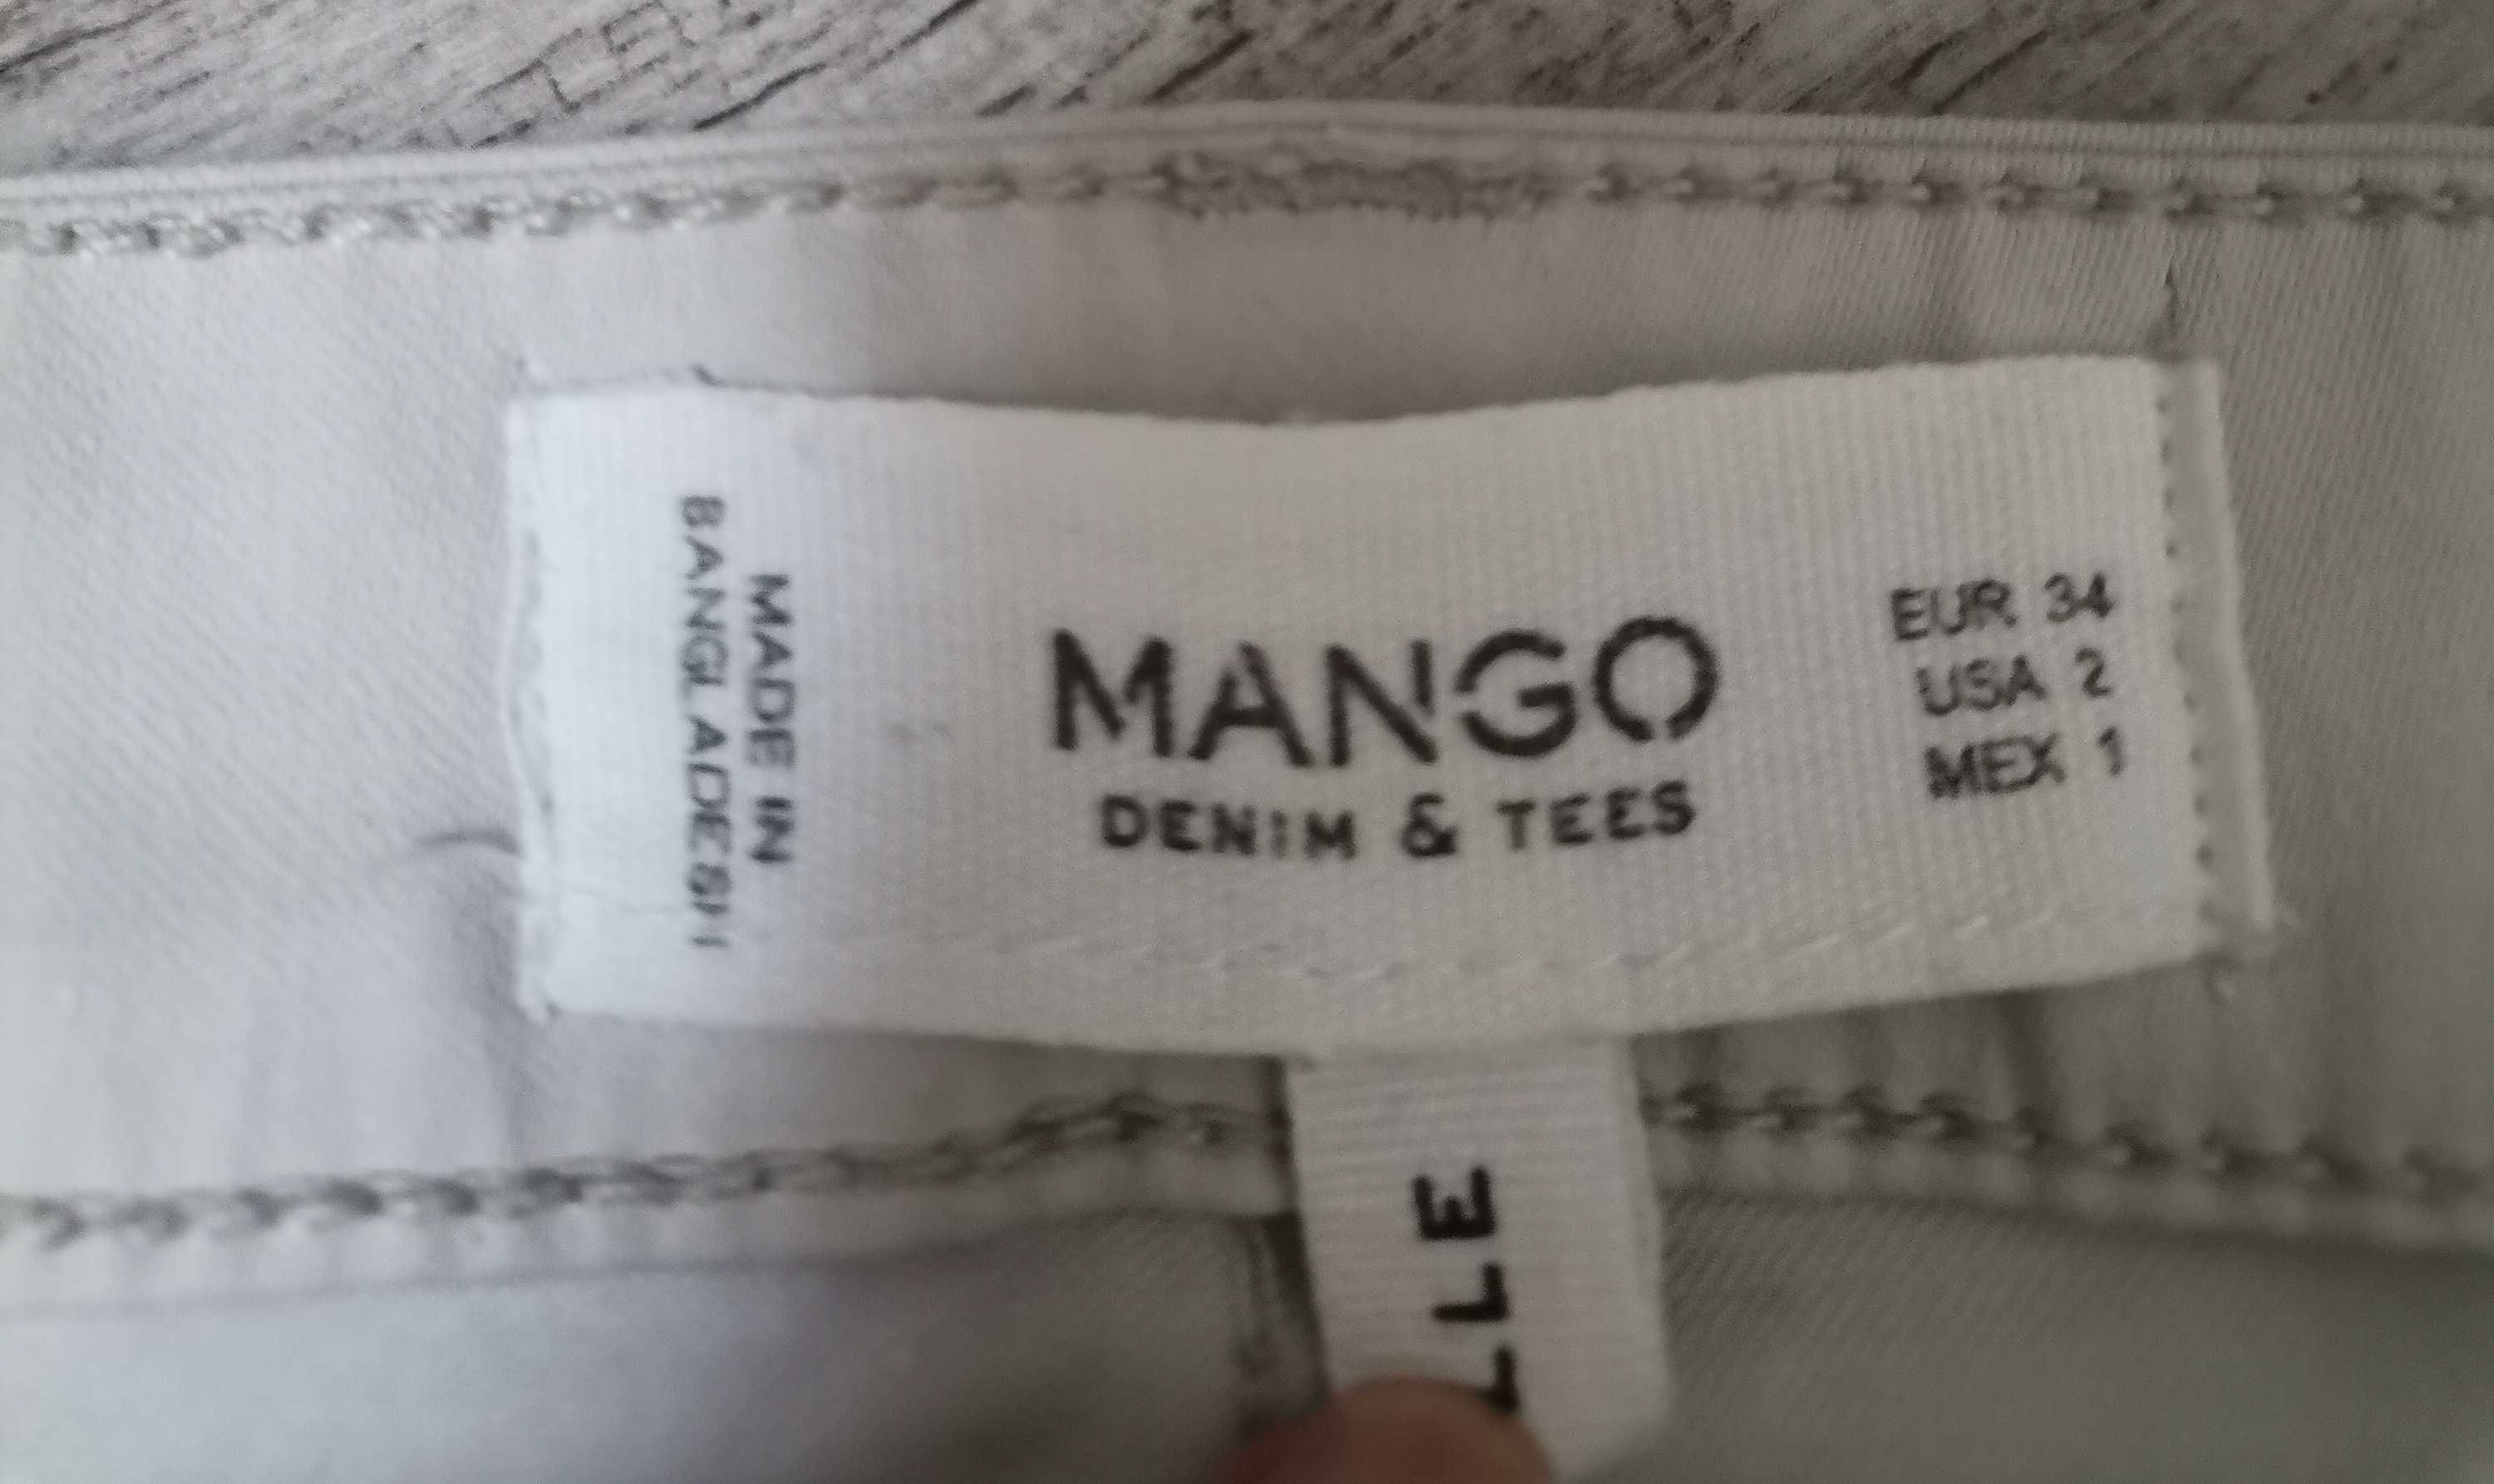 MADE IN
BANGLADESH
MANGO
DENIM & TEES
EUR 34
USA 2
MEX 1